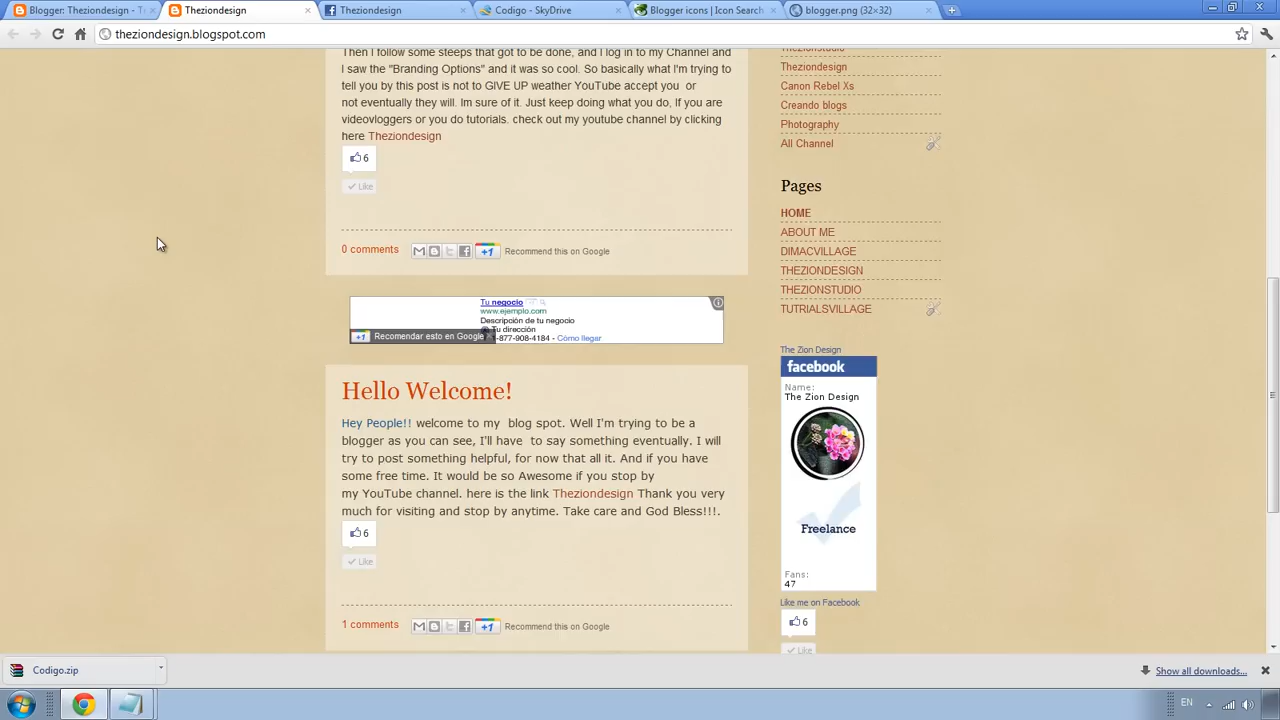 Blogger: Theziondesign - T
Theziondesign
Theziondesign
Codigo - SkyDrive
Blogger icons | Icon Search
blogger.png (32×32)
theziondesign.blogspot.com
Then I follow some steeps that got to be done, and I log in to my Channel and
I saw the "Branding Options" and it was so cool. So basically what I'm trying to
tell you by this post is not to GIVE UP weather YouTube accept you or
not eventually they will. Im sure of it. Just keep doing what you do, If you are
videovloggers or you do tutorials. check out my youtube channel by clicking
here Theziondesign
6
Like
0 comments
+1
Recommend this on Google
Tu negocio
www.ejemplo.com
Descripción de tu negocio
Tu dirección
1-877-908-4184 - Cómo llegar
+1
Recomendar esto en Google
Hello Welcome!
Hey People!! welcome to my blog spot. Well I'm trying to be a
blogger as you can see, I'll have to say something eventually. I will
try to post something helpful, for now that all it. And if you have
some free time. It would be so Awesome if you stop by
my YouTube channel. here is the link Theziondesign Thank you very
much for visiting and stop by anytime. Take care and God Bless!!!.
6
Like
1 comments
+1
Recommend this on Google
Thezionstudio
Theziondesign
Canon Rebel Xs
Creando blogs
Photography
All Channel
Pages
HOME
ABOUT ME
DIMACVILLAGE
THEZIONDESIGN
THEZIONSTUDIO
TUTRIALSVILLAGE
The Zion Design
facebook
Name:
The Zion Design
Freelance
Fans:
47
Like me on Facebook
6
Like
Codigo.zip
Show all downloads...
EN